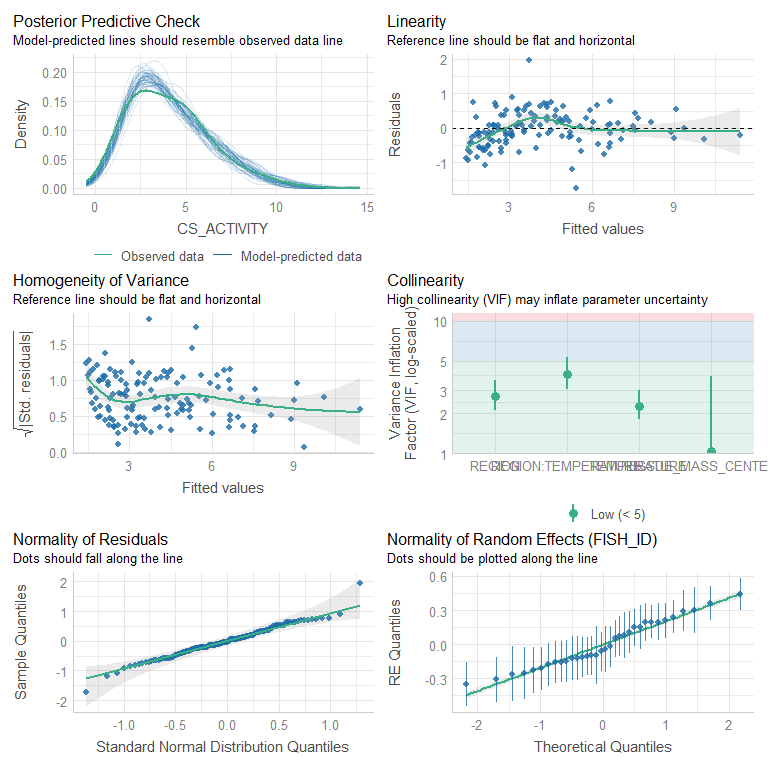 Posterior Predictive Check
Model-predicted lines should resemble observed data line
Density
0.20
0.15
0.10
0.05
0.00
0
5
10
15
CS_ACTIVITY
Observed data
Model-predicted data
Linearity
Reference line should be flat and horizontal
Residuals
2
1
0
-1
3
6
9
Fitted values
Homogeneity of Variance
Reference line should be flat and horizontal
√|Std. residuals|
1.5
1.0
0.5
0.0
3
6
9
Fitted values
Collinearity
High collinearity (VIF) may inflate parameter uncertainty
Variance Inflation
Factor (VIF, log-scaled)
10
5
3
2
1
REGION
REGION:TEMPERATURE
Low (< 5)
Normality of Residuals
Dots should fall along the line
Sample Quantiles
2
1
0
-1
-2
-1.0
-0.5
0.0
0.5
1.0
Standard Normal Distribution Quantiles
Normality of Random Effects (FISH_ID)
Dots should be plotted along the line
RE Quantiles
0.6
0.3
0.0
-0.3
-2
-1
0
1
2
Theoretical Quantiles